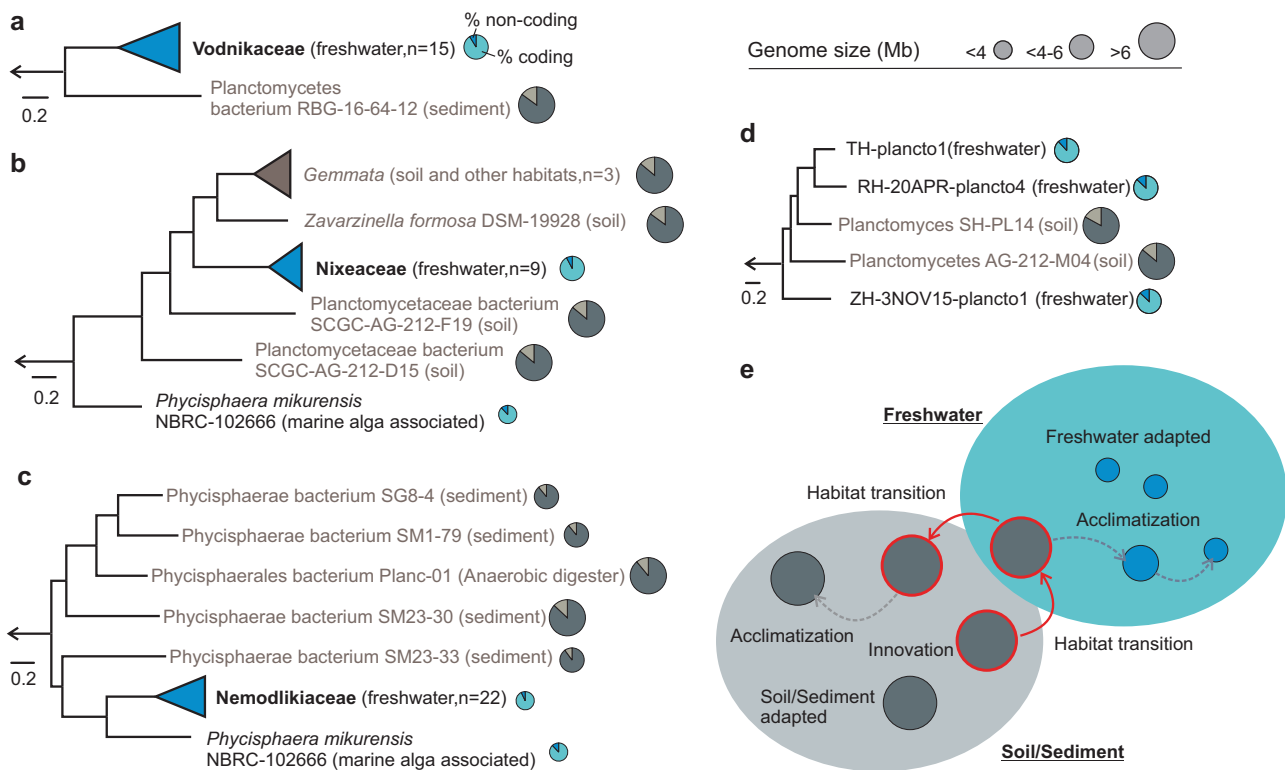 a
% non-coding
Vodnikaceae (freshwater,n=15)
% coding
Planctomycetes
bacterium RBG-16-64-12 (sediment)
0.2
Genome size (Mb) <4 <4-6 >6
b
Gemmata (soil and other habitats,n=3)
Zavarzinella formosa DSM-19928 (soil)
Nixeaceae (freshwater,n=9)
Planctomycetaceae bacterium
SCGC-AG-212-F19 (soil)
Planctomycetaceae bacterium
SCGC-AG-212-D15 (soil)
0.2
Phycisphaera mikurensis
NBRC-102666 (marine alga associated)
c
Phycisphaerae bacterium SG8-4 (sediment)
Phycisphaerae bacterium SM1-79 (sediment)
Phycisphaerales bacterium Planc-01 (Anaerobic digester)
Phycisphaerae bacterium SM23-30 (sediment)
Phycisphaerae bacterium SM23-33 (sediment)
0.2
Nemodlikiaceae (freshwater,n=22)
Phycisphaera mikurensis
NBRC-102666 (marine alga associated)
d
TH-plancto1(freshwater)
RH-20APR-plancto4 (freshwater)
Planctomyces SH-PL14 (soil)
Planctomycetes AG-212-M04(soil)
0.2
ZH-3NOV15-plancto1 (freshwater)
e
Freshwater
Freshwater adapted
Habitat transition
Acclimatization
Acclimatization
Innovation
Habitat transition
Soil/Sediment
adapted
Soil/Sediment